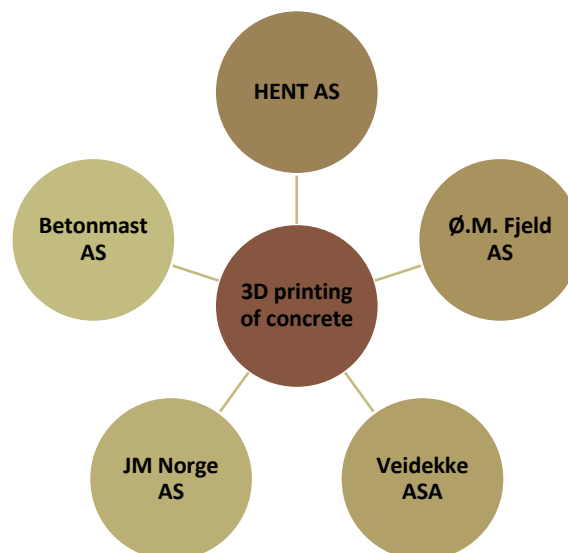 HENT AS
Betonmast
AS
Ø.M. Fjeld
AS
3D printing
of concrete
JM Norge
AS
Veidekke
ASA